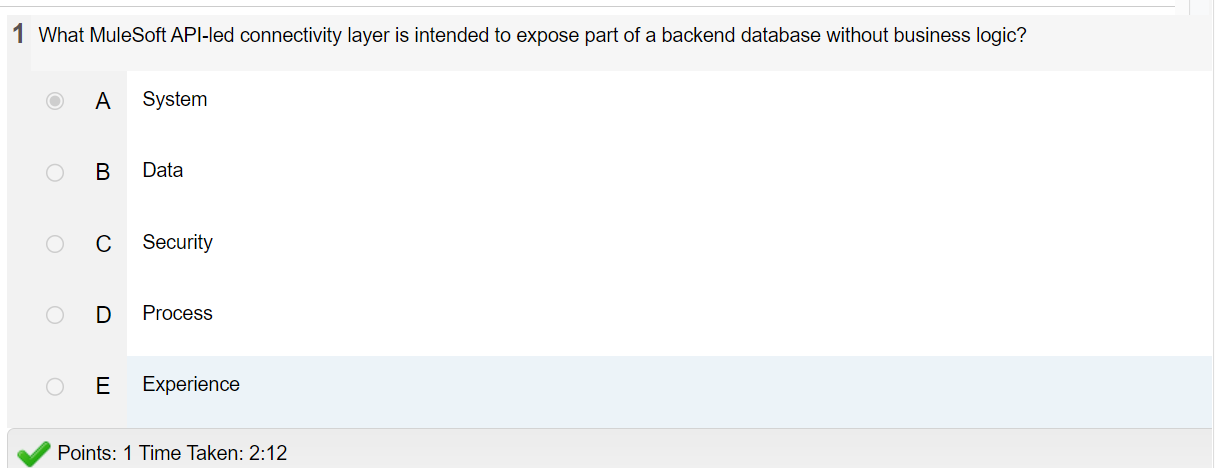 1 What MuleSoft API-led connectivity layer is intended to expose part of a backend database without business logic?
A System
B Data
C Security
D Process
E Experience
Points: 1 Time Taken: 2:12